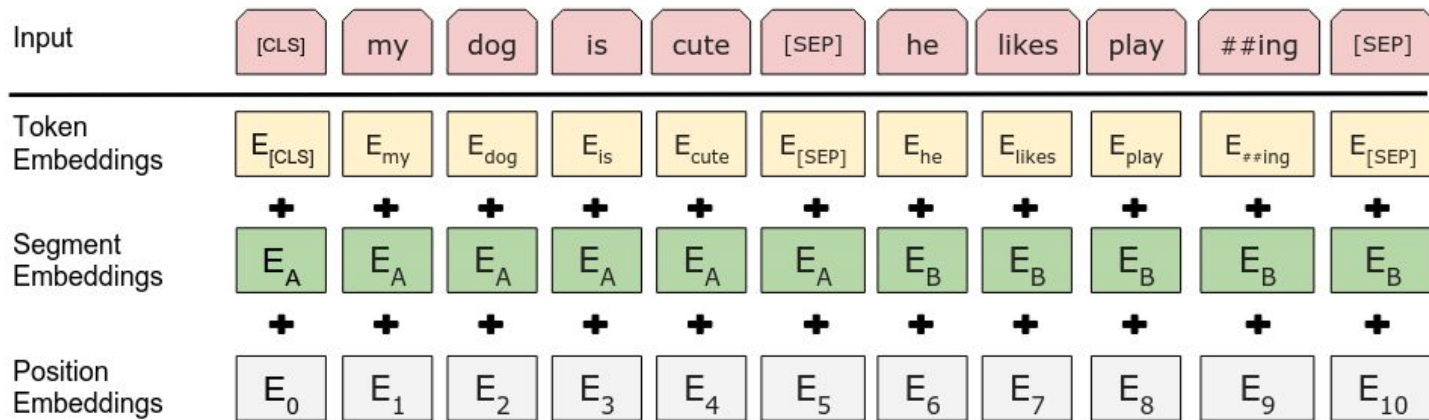 Input [CLS] my dog is cute [SEP] he likes play ##ing [SEP]
Token
Embeddings
E[CLS] Emy Edog Eis Ecute E[SEP] Ehe Elikes Eplay E##ing E[SEP]
+ + + + + + + + + + +
Segment
Embeddings
EA EA EA EA EA EA EB EB EB EB EB
+ + + + + + + + + + +
Position
Embeddings
E0 E1 E2 E3 E4 E5 E6 E7 E8 E9 E10